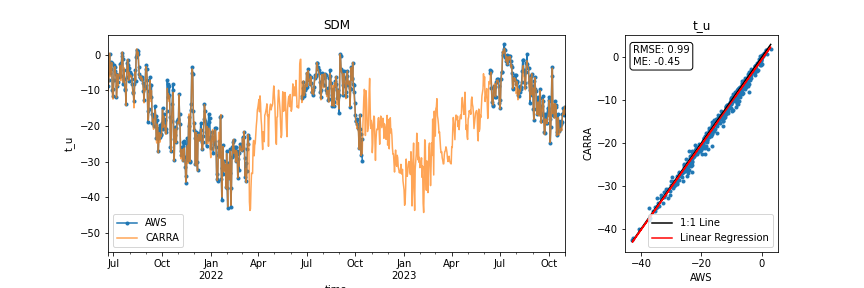 SDM
t_u
0
−10
−20
−30
−40
−50
AWS
CARRA
Jul
Oct
Jan
2022
Apr
Jul
Oct
Jan
2023
Apr
Jul
Oct
time
t_u
RMSE: 0.99
ME: -0.45
CARRA
0
−10
−20
−30
−40
1:1 Line
Linear Regression
−40
−20
0
AWS